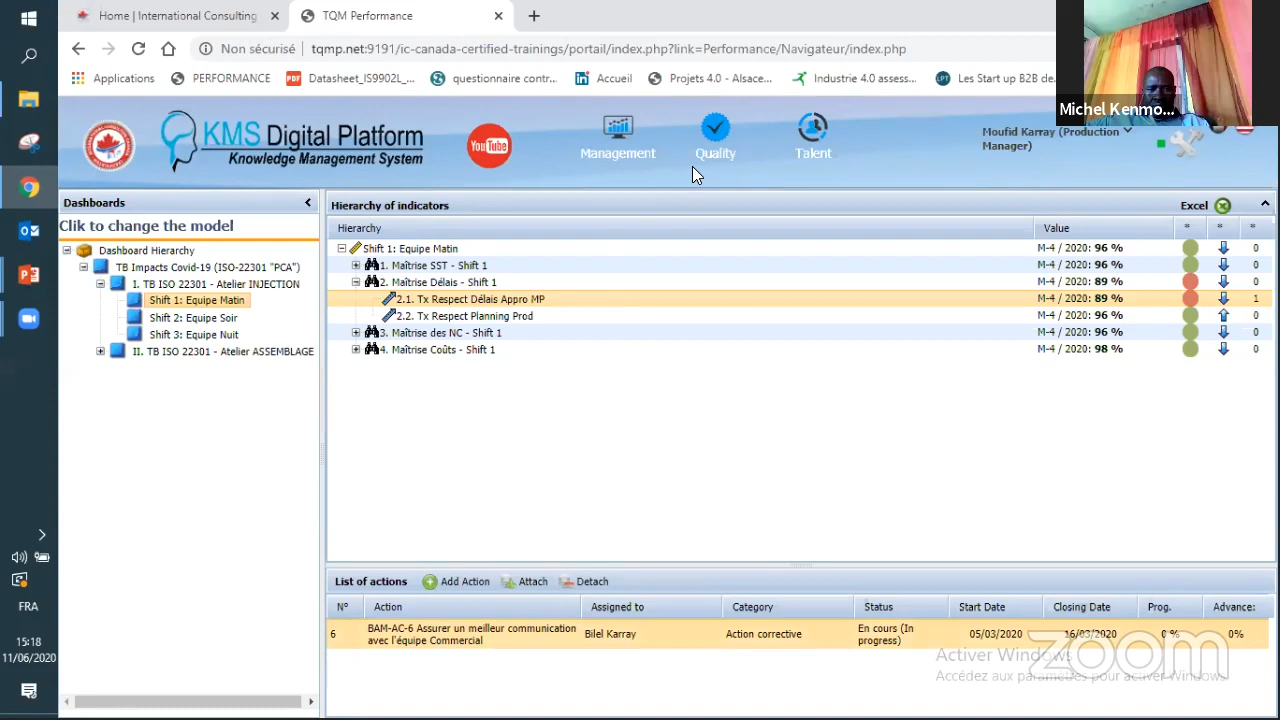 Home | International Consulting
TQM Performance
Non sécurisé | tqmp.net:9191/ic-canada-certified-trainings/portail/index.php?link=Performance/Navigateur/index.php
Applications
PERFORMANCE
PDF Datasheet_IS9902L_...
questionnaire contr...
in Accueil
Projets 4.0 - Alsace...
Industrie 4.0 assess...
LPT Les Start up B2B de
Michel Kenmo...
KMS Digital Platform
Knowledge Management System
YouTube
Management
Quality
Talent
Moufid Karray (Production
Manager)
Dashboards
Clik to change the model
Dashboard Hierarchy
TB Impacts Covid-19 (ISO-22301 "PCA")
I. TB ISO 22301 - Atelier INJECTION
Shift 1: Equipe Matin
Shift 2: Equipe Soir
Shift 3: Equipe Nuit
II. TB ISO 22301 - Atelier ASSEMBLAGE
Hierarchy of indicators
Excel
Hierarchy Value * * *
Shift 1: Equipe Matin M-4 / 2020: 96 % 0
1. Maîtrise SST - Shift 1 M-4 / 2020: 96 % 0
2. Maîtrise Délais - Shift 1 M-4 / 2020: 89 % 0
2.1. Tx Respect Délais Appro MP M-4 / 2020: 89 % 1
2.2. Tx Respect Planning Prod M-4 / 2020: 96 % 0
3. Maîtrise des NC - Shift 1 M-4 / 2020: 96 % 0
4. Maîtrise Coûts - Shift 1 M-4 / 2020: 98 % 0
List of actions Add Action Attach Detach
N° Action Assigned to Category Status Start Date Closing Date Prog. Advance:
6 BAM-AC-6 Assurer un meilleur communication avec l'équipe Commercial Bilel Karray Action corrective En cours (In progress) 05/03/2020 16/03/2020 0 % 0%
Activer Windows
Accédez aux paramètres pour activer Windows.
zoom
FRA
15:18
11/06/2020